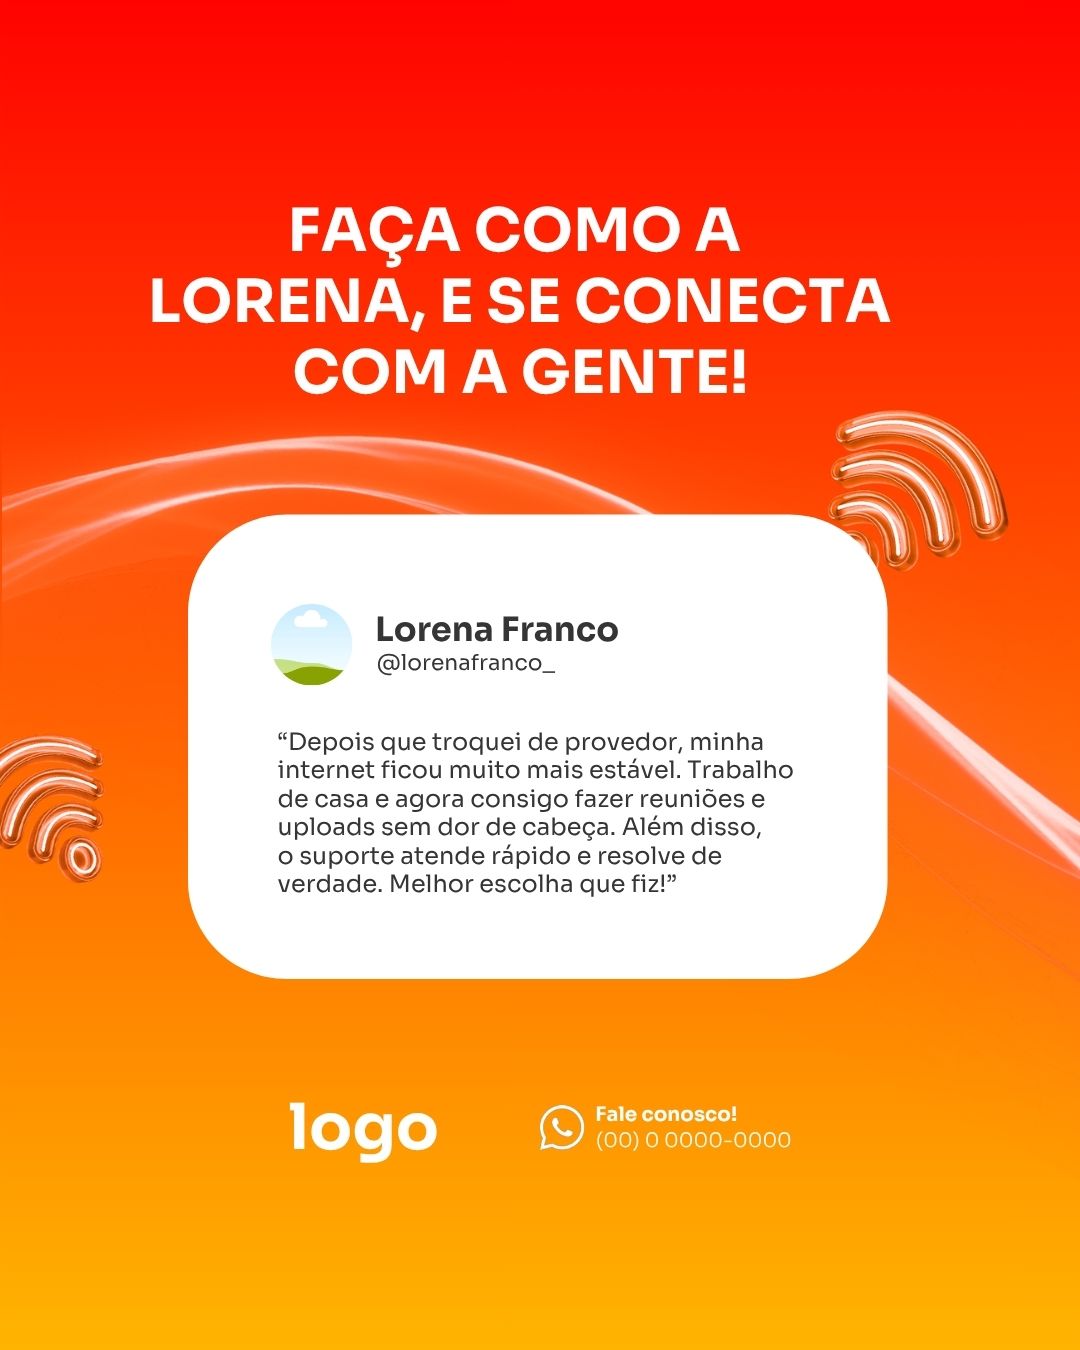 FAÇA COMO A
LORENA, E SE CONECTA
COM A GENTE!
Lorena Franco
@lorenafranco_
“Depois que troquei de provedor, minha
internet ficou muito mais estável. Trabalho
de casa e agora consigo fazer reuniões e
uploads sem dor de cabeça. Além disso,
o suporte atende rápido e resolve de
verdade. Melhor escolha que fiz!”
logo
Fale conosco!
(00) 0 0000-0000